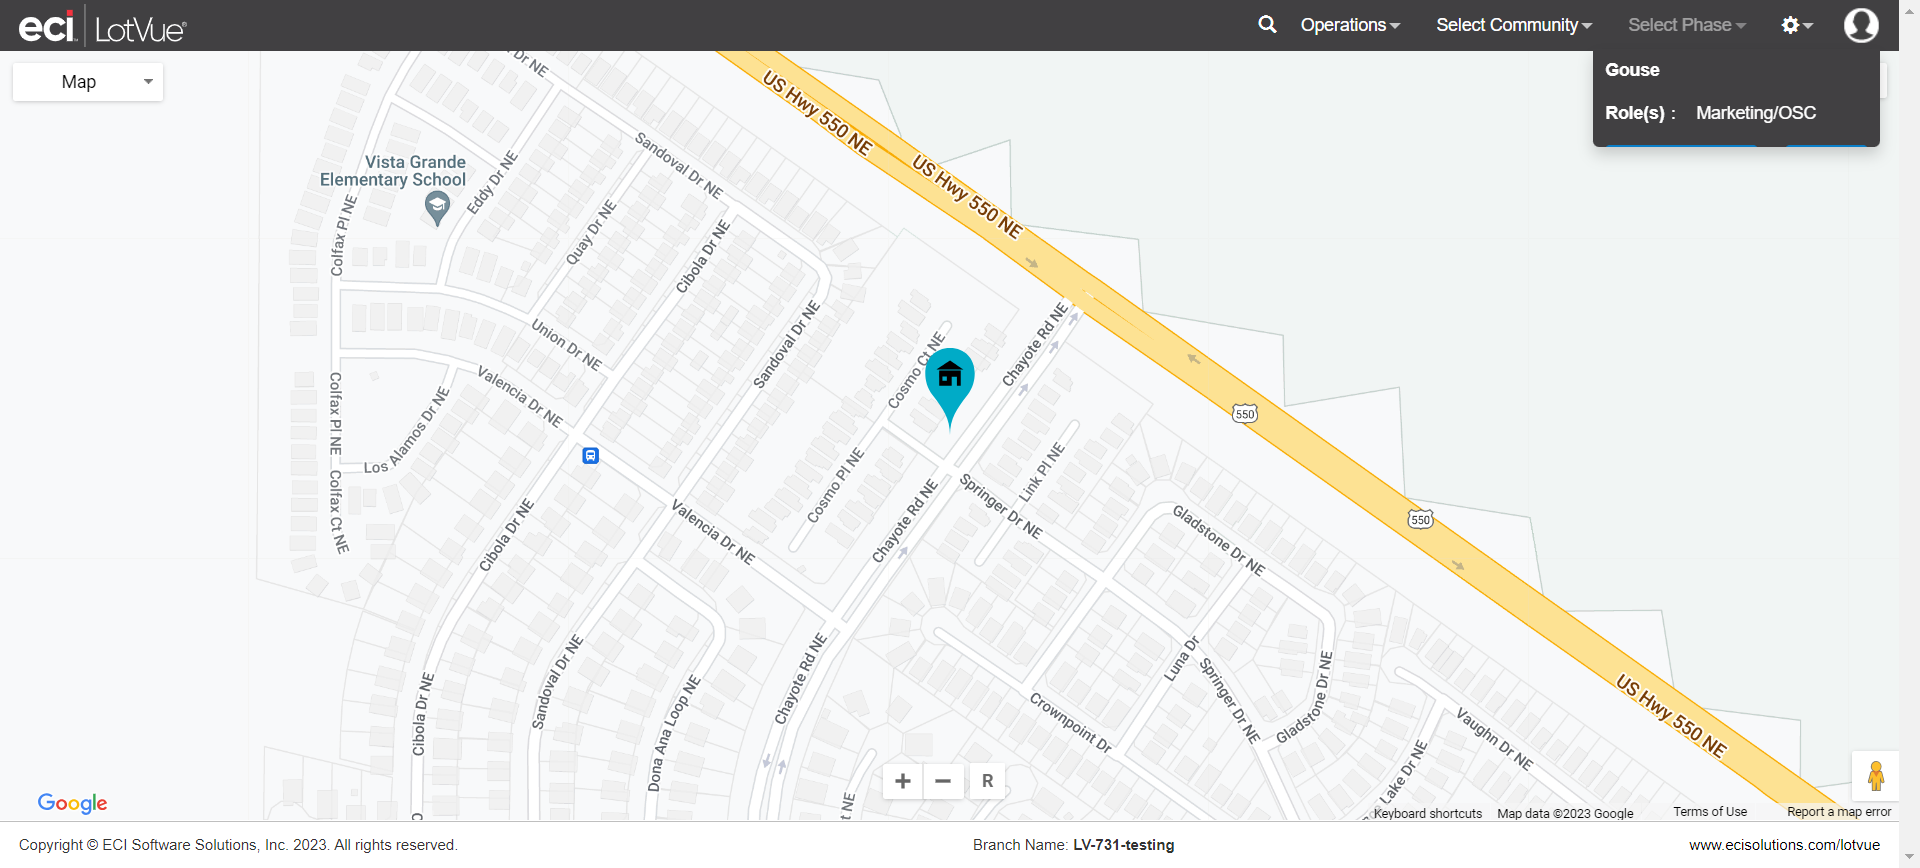 eci LotVue®
Operations
Select Community
Select Phase
Map
Gouse
Role(s) : Marketing/OSC
Dr NE
US Hwy 550 NE
US Hwy 550 NE
Sandoval Dr NE
Vista Grande
Elementary School
Eddy Dr NE
Colfax Pl NE
Quay Dr NE
Cibola Dr NE
Union Dr NE
Sandoval Dr NE
Cosmo Ct NE
Chayote Rd NE
Valencia Dr NE
Colfax Pl NE
Los Alamos Dr NE
550
Cosmo Pl NE
Link Pl NE
Springer Dr NE
Chayote Rd NE
Colfax Ct NE
Cibola Dr NE
Valencia Dr NE
Gladstone Dr NE
550
Sandoval Dr NE
Chayote Rd NE
Luna Dr
Springer Dr NE
Gladstone Dr NE
Cibola Dr NE
Dona Ana Loop NE
Crownpoint Dr
Vaughn Dr NE
US Hwy 550 NE
Lake Dr NE
t NE
+ − R
Google
Keyboard shortcuts
Map data ©2023 Google
Terms of Use
Report a map error
Copyright © ECI Software Solutions, Inc. 2023. All rights reserved.
Branch Name: LV-731-testing
www.ecisolutions.com/lotvue